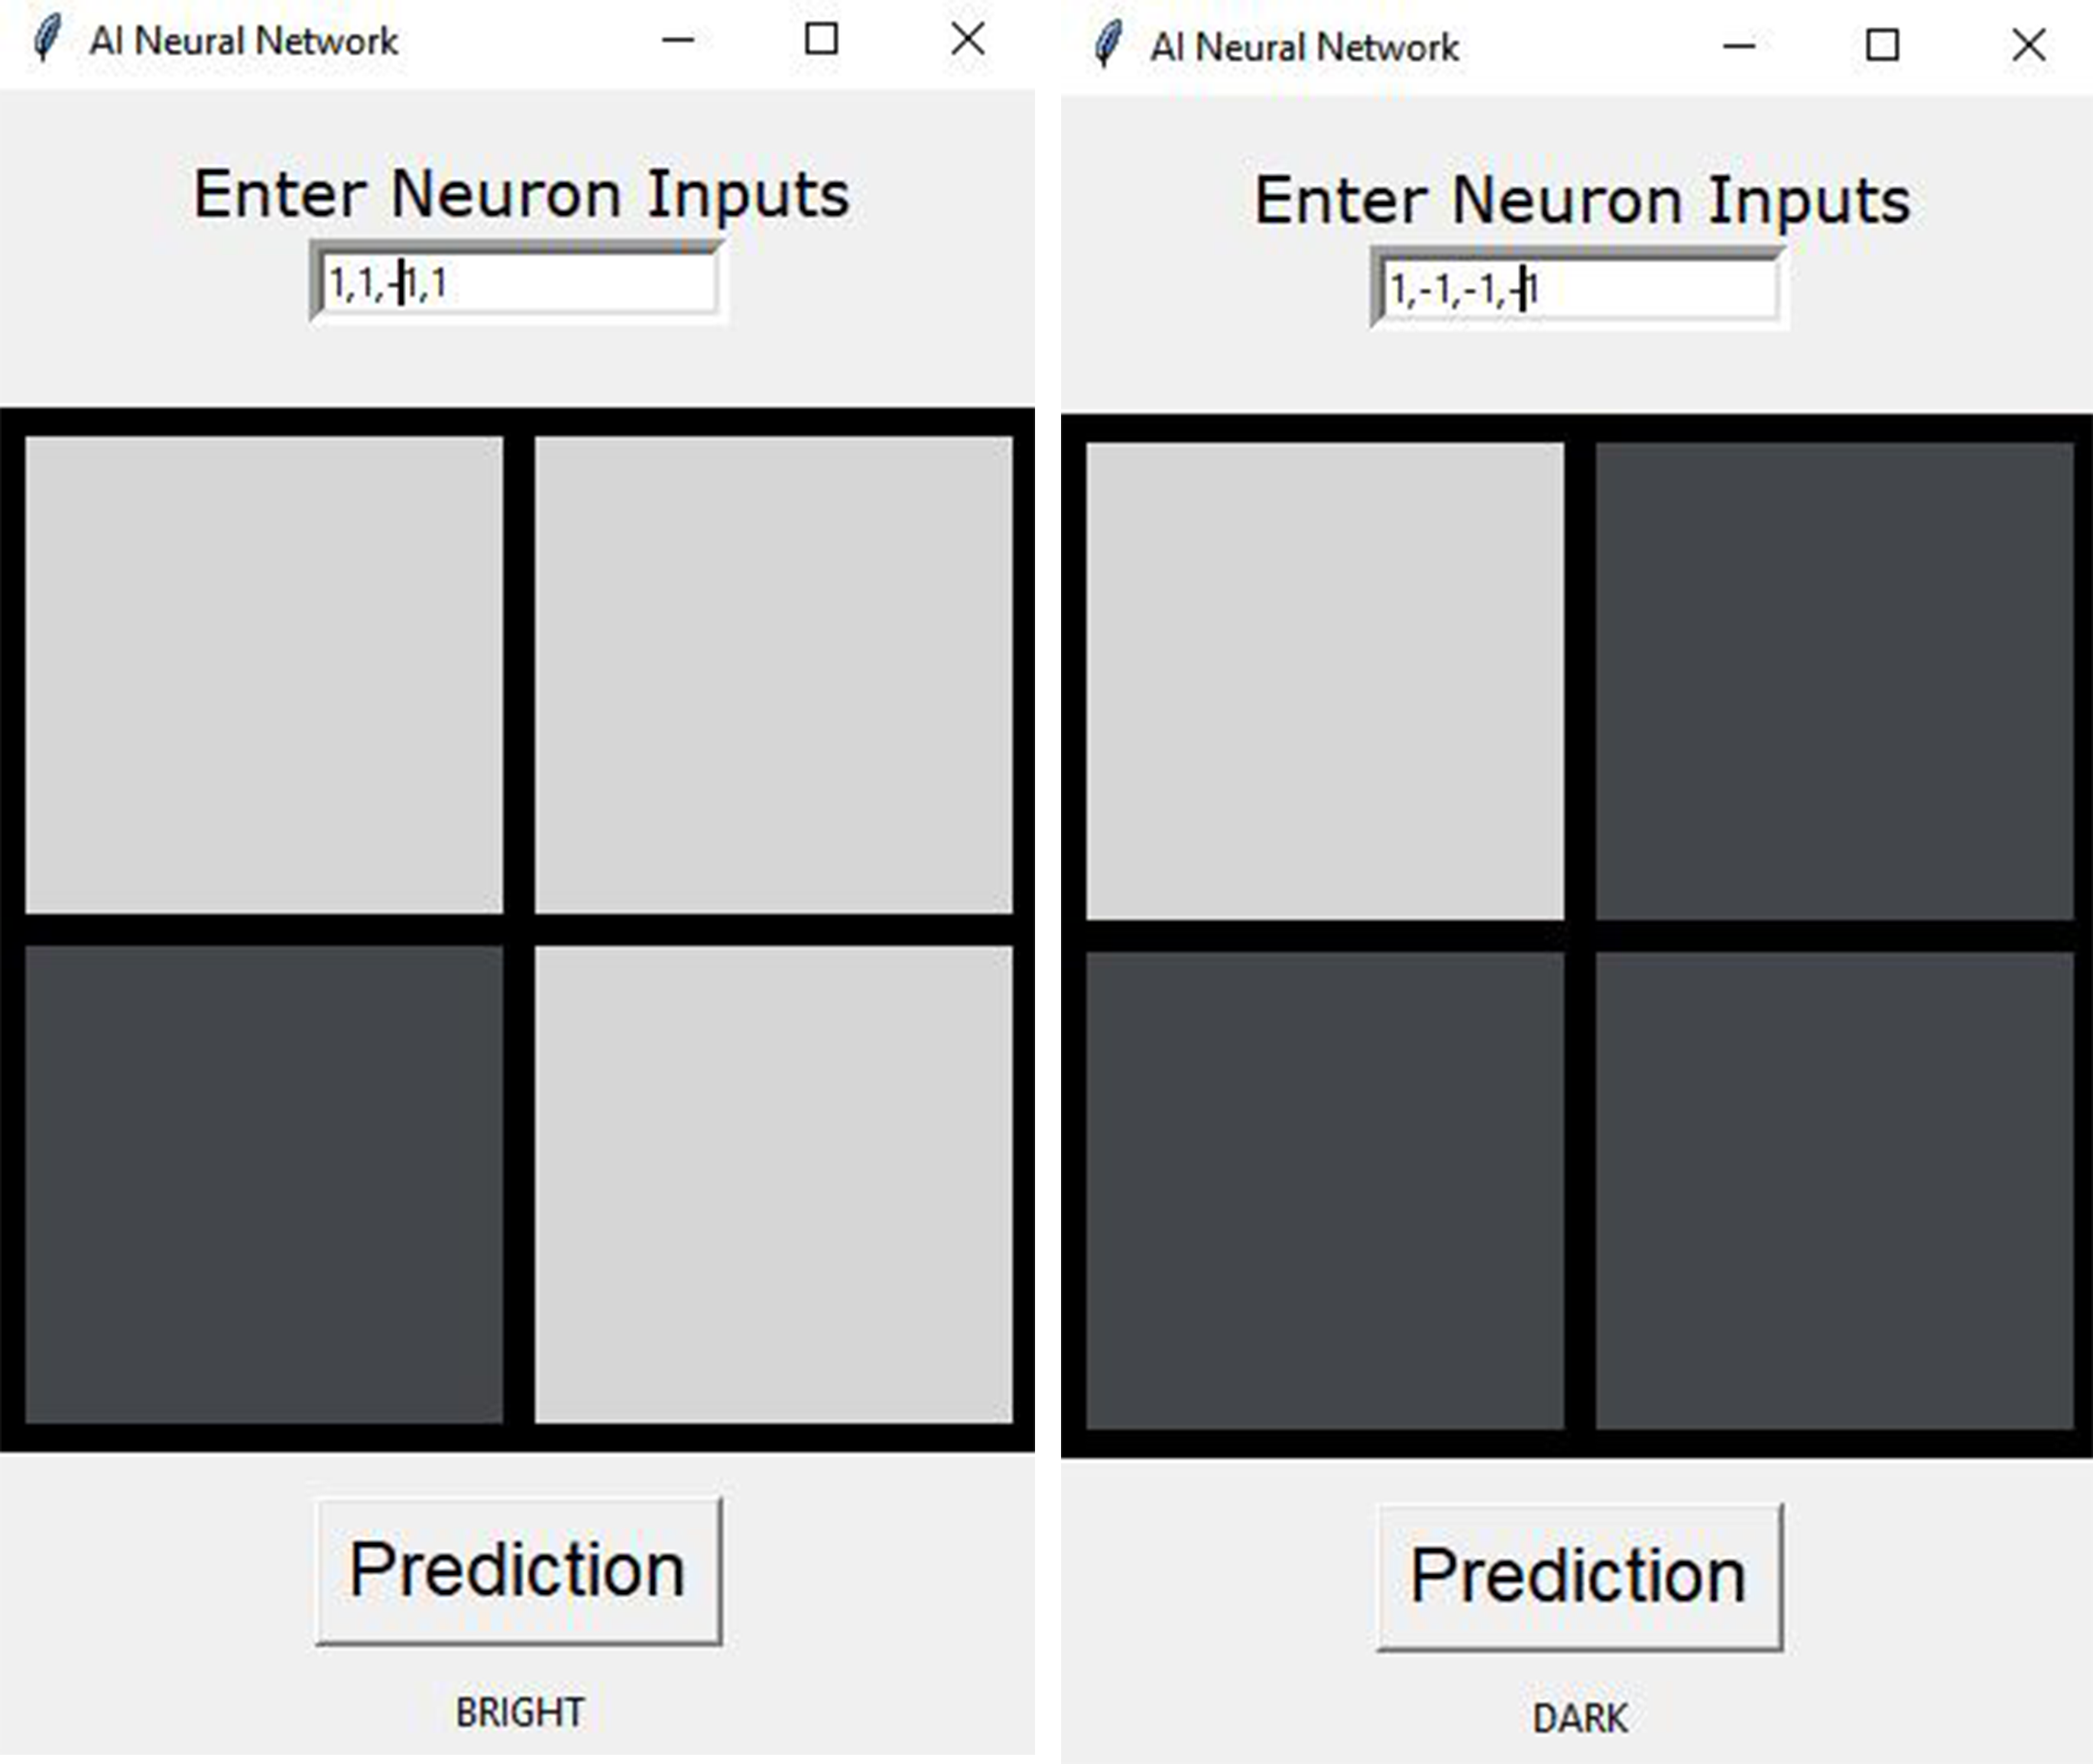 AI Neural Network
Enter Neuron Inputs
1,1,-1,1
Prediction
BRIGHT
AI Neural Network
Enter Neuron Inputs
1,-1,-1,-1
Prediction
DARK